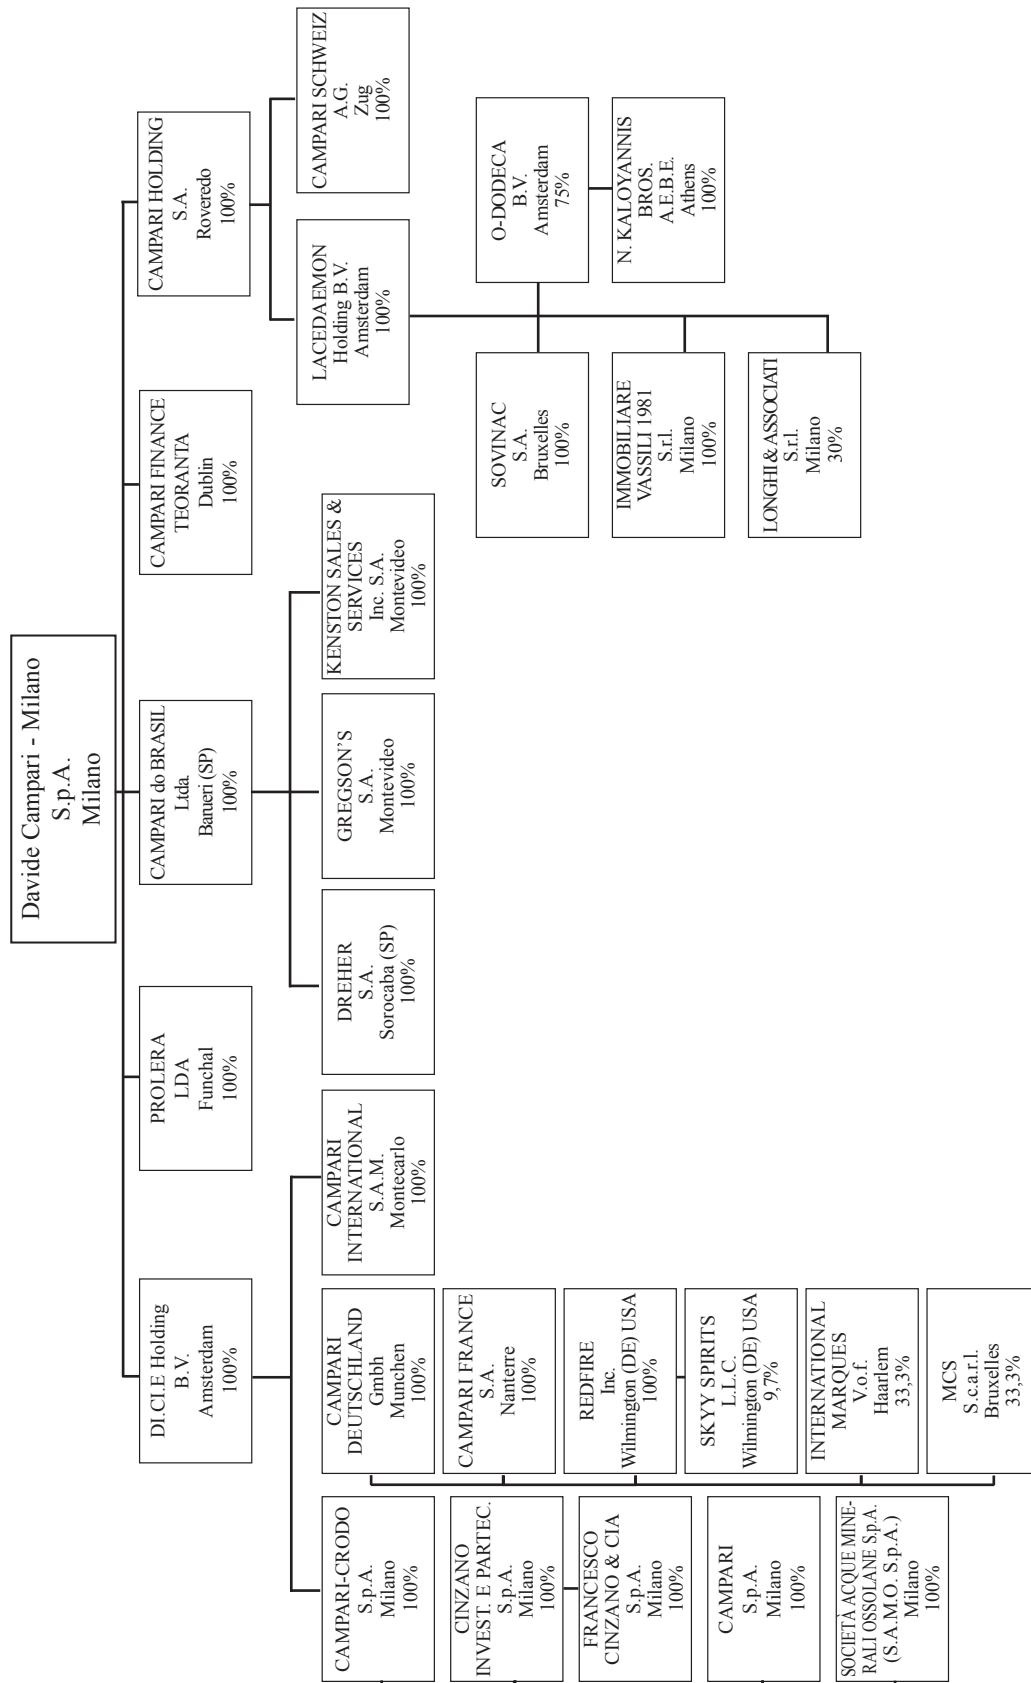 Davide Campari - Milano
S.p.A.
Milano
DI.CI.E Holding
B.V.
Amsterdam
100%
PROLERA
LDA
Funchal
100%
CAMPARI do BRASIL
Ltda.
Barueri (SP)
100%
CAMPARI FINANCE
TEORANTA
Dublin
100%
CAMPARI HOLDING
S.A.
Roveredo
100%
CAMPARI-CRODO
S.p.A.
Milano
100%
CINZANO
INVEST. E PARTEC.
S.p.A.
Milano
100%
FRANCESCO
CINZANO & CIA
S.p.A.
Milano
100%
CAMPARI
S.p.A.
Milano
100%
SOCIETÀ ACQUE MINE-
RALI OSSOLANE S.p.A.
(S.A.M.O. S.p.A.)
Milano
100%
CAMPARI
DEUTSCHLAND
Gmbh
Munchen
100%
CAMPARI FRANCE
S.A.
Nanterre
100%
REDFIRE
Inc.
Wilmington (DE) USA
100%
SKYY SPIRITS
L.L.C.
Wilmington (DE) USA
9,7%
INTERNATIONAL
MARQUES
V.o.f.
Haarlem
33,3%
MCS
S.c.a.r.l.
Bruxelles
33,3%
CAMPARI
INTERNATIONAL
S.A.M.
Montecarlo
100%
DREHER
S.A.
Sorocaba (SP)
100%
GREGSON'S
S.A.
Montevideo
100%
KENSTON SALES &
SERVICES
Inc. S.A.
Montevideo
100%
LACEDAEMON
Holding B.V.
Amsterdam
100%
CAMPARI SCHWEIZ
A.G.
Zug
100%
SOVINAC
S.A.
Bruxelles
100%
IMMOBILIARE
VASSILI 1981
S.r.l.
Milano
100%
LONGHI & ASSOCIATI
S.r.l.
Milano
30%
O-DODECA
B.V.
Amsterdam
75%
N. KALOYANNIS
BROS.
A.E.B.E.
Athens
100%